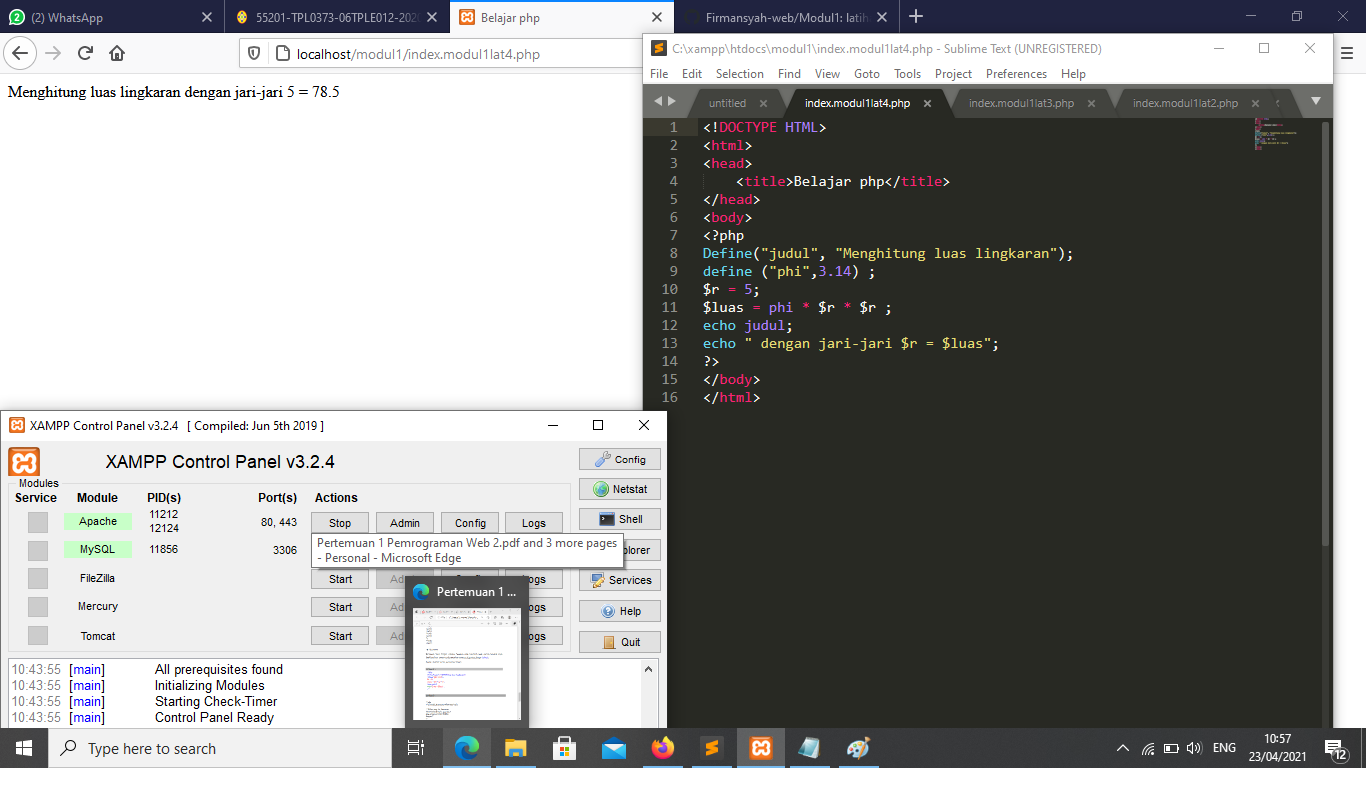 (2) WhatsApp
55201-TPL0373-06TPLE012-202
Belajar php
Firmansyah-web/Modul1: latih
localhost/modul1/index.modul1lat4.php
Menghitung luas lingkaran dengan jari-jari 5 = 78.5
C:\xampp\htdocs\modul1\index.modul1lat4.php - Sublime Text (UNREGISTERED)
File Edit Selection Find View Goto Tools Project Preferences Help
untitled
index.modul1lat4.php
index.modul1lat3.php
index.modul1lat2.php
1 <!DOCTYPE HTML>
2 <html>
3 <head>
4 <title>Belajar php</title>
5 </head>
6 <body>
7 <?php
8 Define("judul", "Menghitung luas lingkaran");
9 define ("phi",3.14) ;
10 $r = 5;
11 $luas = phi * $r * $r ;
12 echo judul;
13 echo " dengan jari-jari $r = $luas";
14 ?>
15 </body>
16 </html>
XAMPP Control Panel v3.2.4 [ Compiled: Jun 5th 2019 ]
XAMPP Control Panel v3.2.4
Config
Netstat
Shell
plorer
Services
Help
Quit
Modules
Service Module PID(s) Port(s) Actions
Apache 11212 12124 80, 443 Stop Admin Config Logs
MySQL 11856 3306
Pertemuan 1 Pemrograman Web 2.pdf and 3 more pages
- Personal - Microsoft Edge
FileZilla Start Ad ogs
Mercury Start Ad ogs
Tomcat Start Ad ogs
Pertemuan 1 ...
10:43:55 [main] All prerequisites found
10:43:55 [main] Initializing Modules
10:43:55 [main] Starting Check-Timer
10:43:55 [main] Control Panel Ready
Type here to search
ENG
10:57
23/04/2021
12